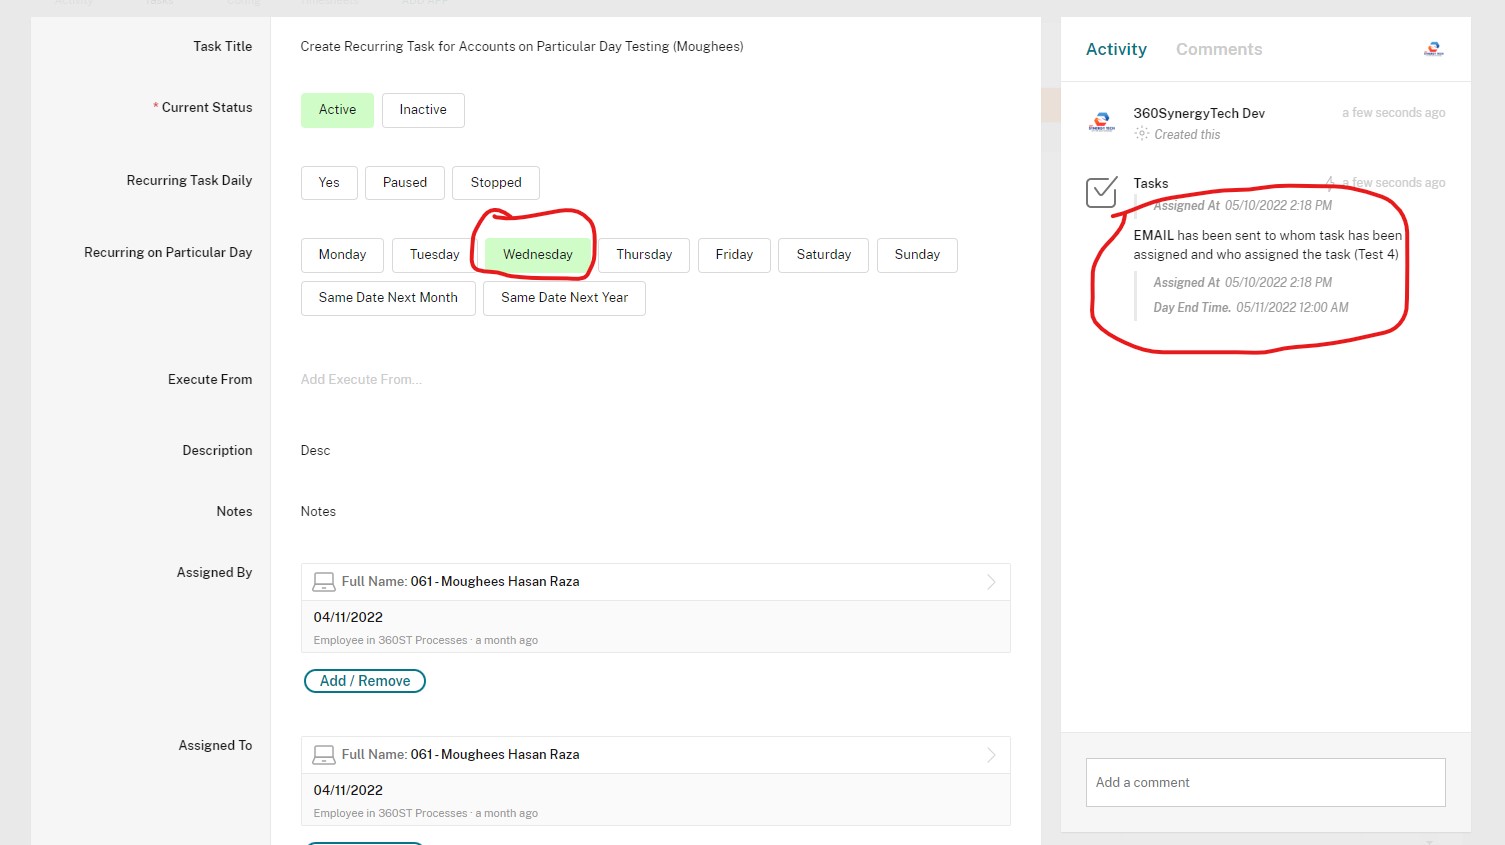 Task Title
Create Recurring Task for Accounts on Particular Day Testing (Moughees)
* Current Status
Active
Inactive
Recurring Task Daily
Yes
Paused
Stopped
Recurring on Particular Day
Monday
Tuesday
Wednesday
Thursday
Friday
Saturday
Sunday
Same Date Next Month
Same Date Next Year
Execute From
Add Execute From...
Description
Desc
Notes
Notes
Assigned By
Full Name: 061 - Moughees Hasan Raza
04/11/2022
Employee in 360ST Processes · a month ago
Add / Remove
Assigned To
Full Name: 061 - Moughees Hasan Raza
04/11/2022
Employee in 360ST Processes · a month ago
Activity
Comments
360SynergyTech Dev
a few seconds ago
Created this
Tasks
a few seconds ago
Assigned At 05/10/2022 2:18 PM
EMAIL has been sent to whom task has been
assigned and who assigned the task (Test 4)
Assigned At 05/10/2022 2:18 PM
Day End Time. 05/11/2022 12:00 AM
Add a comment